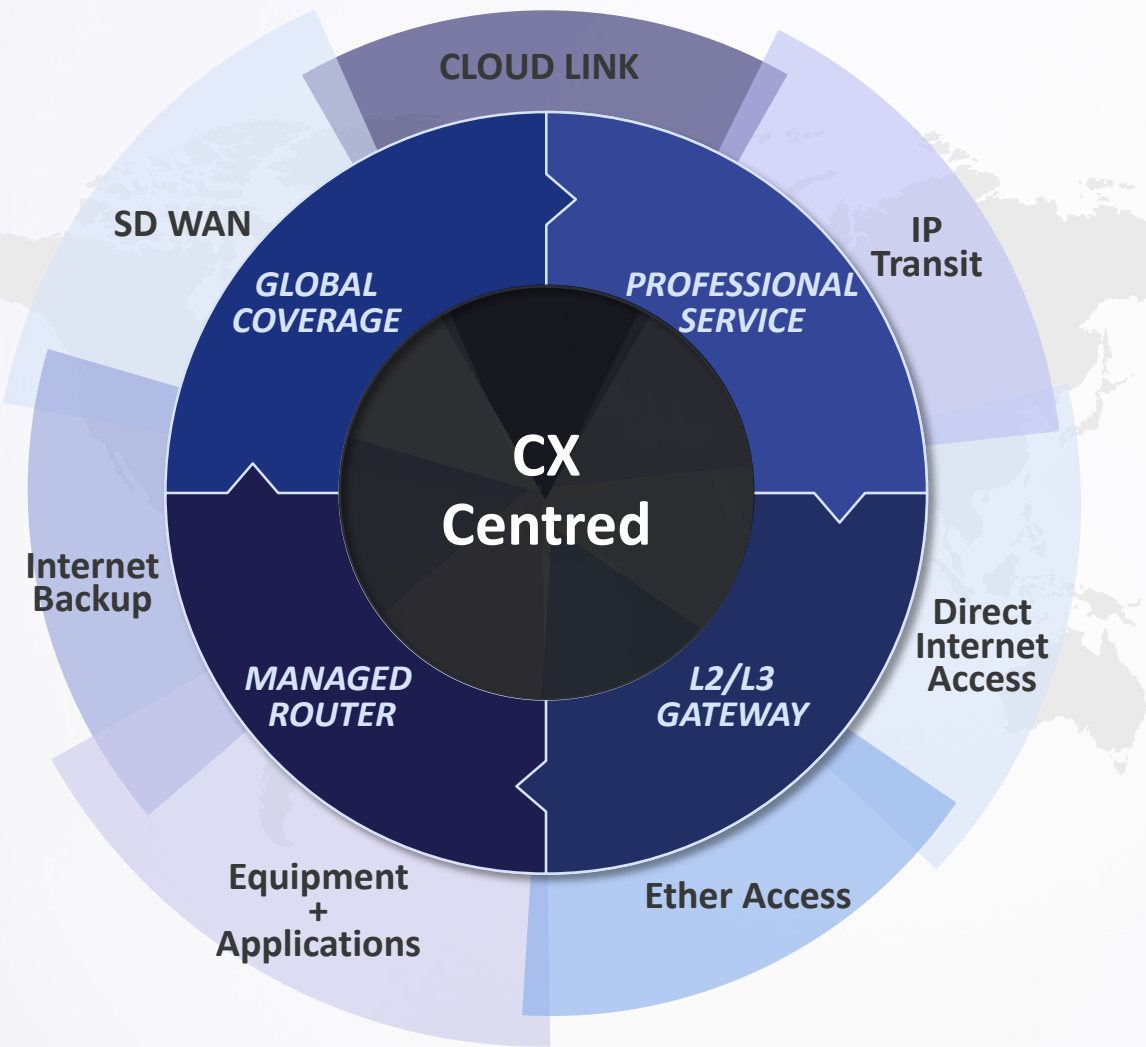 CLOUD LINK
SD WAN
IP
Transit
GLOBAL
COVERAGE
PROFESSIONAL
SERVICE
CX
Centred
Internet
Backup
Direct
Internet
Access
MANAGED
ROUTER
L2/L3
GATEWAY
Equipment
+
Applications
Ether Access